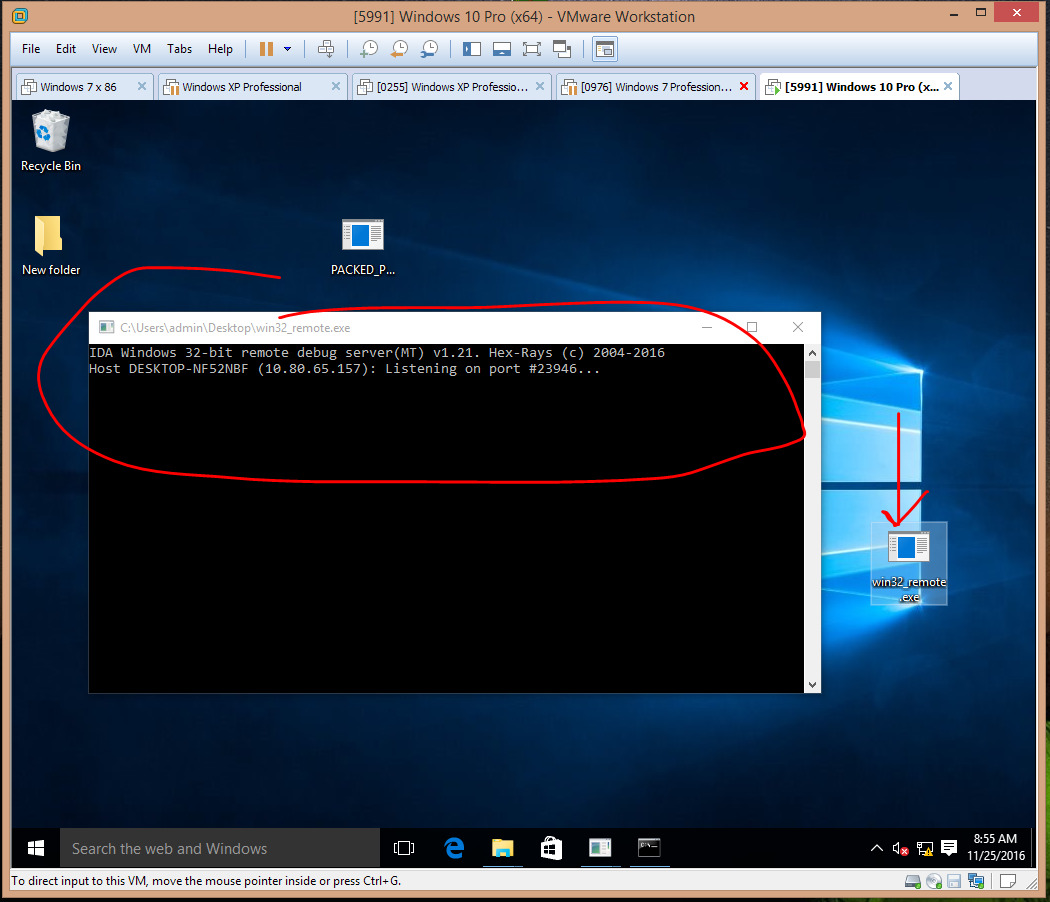 [5991] Windows 10 Pro (x64) - VMware Workstation
File Edit View VM Tabs Help
Windows 7 x 86
Windows XP Professional
[0255] Windows XP Professio...
[0976] Windows 7 Profession...
[5991] Windows 10 Pro (x...
Recycle Bin
New folder
PACKED_P...
C:\Users\admin\Desktop\win32_remote.exe
IDA Windows 32-bit remote debug server(MT) v1.21. Hex-Rays (c) 2004-2016
Host DESKTOP-NF52NBF (10.80.65.157): Listening on port #23946...
win32_remote
.exe
Search the web and Windows
8:55 AM
11/25/2016
To direct input to this VM, move the mouse pointer inside or press Ctrl+G.